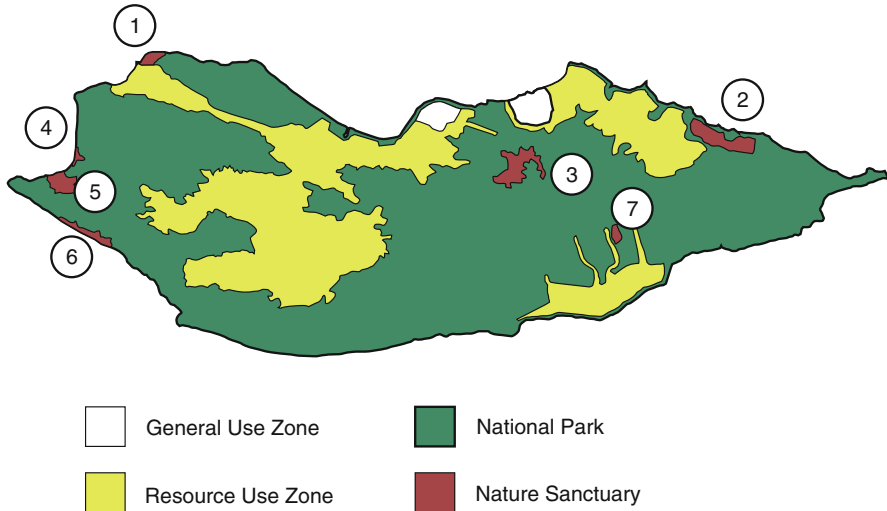 1
2
4
3
5
7
6
General Use Zone
National Park
Resource Use Zone
Nature Sanctuary